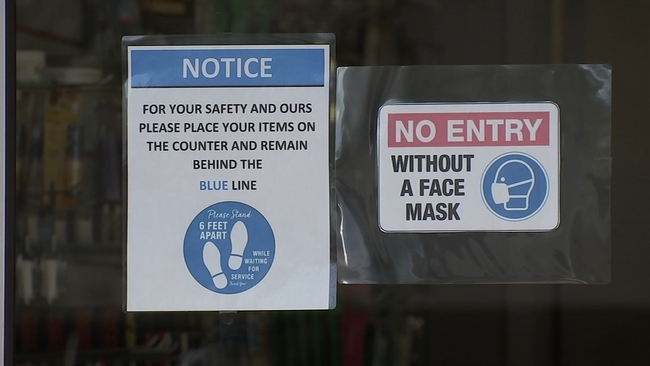 NOTICE
FOR YOUR SAFETY AND OURS
PLEASE PLACE YOUR ITEMS ON
THE COUNTER AND REMAIN
BEHIND THE
BLUE LINE
Please Stand
6 FEET
APART
WHILE
WAITING
FOR
SERVICE
NO ENTRY
WITHOUT
A FACE
MASK